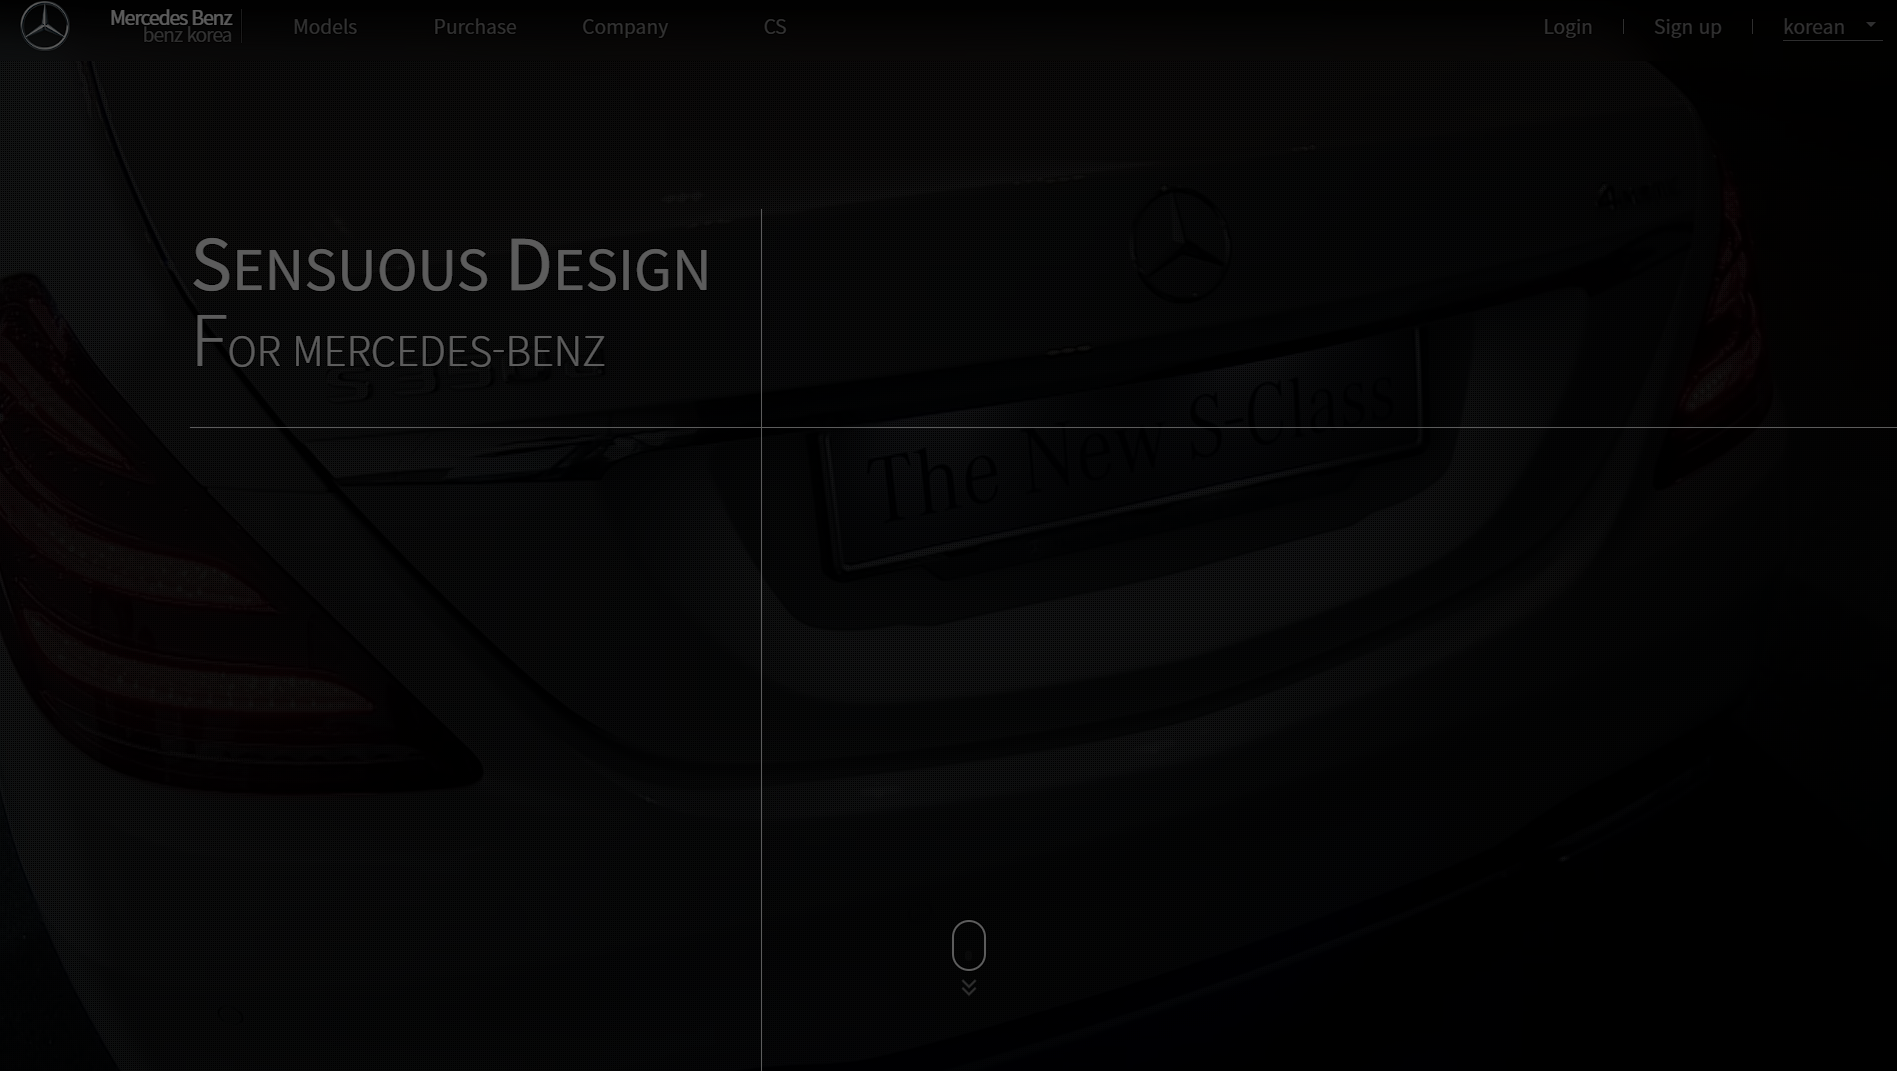 Mercedes Benz
benz korea
Models
Purchase
Company
CS
Login
Sign up
korean
SENSUOUS DESIGN
FOR MERCEDES-BENZ
The New S-Class